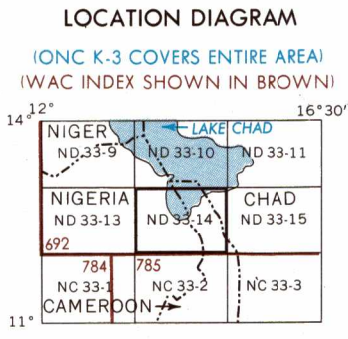 LOCATION DIAGRAM
(ONC K-3 COVERS ENTIRE AREA)
(WAC INDEX SHOWN IN BROWN)
12° 16°30'
14°
NIGER LAKE CHAD
ND 33-9 ND 33-10 ND 33-11
NIGERIA CHAD
ND 33-13 ND 33-14 ND 33-15
692
784 785
NC 33-1 NC 33-2 NC 33-3
CAMEROON
11°